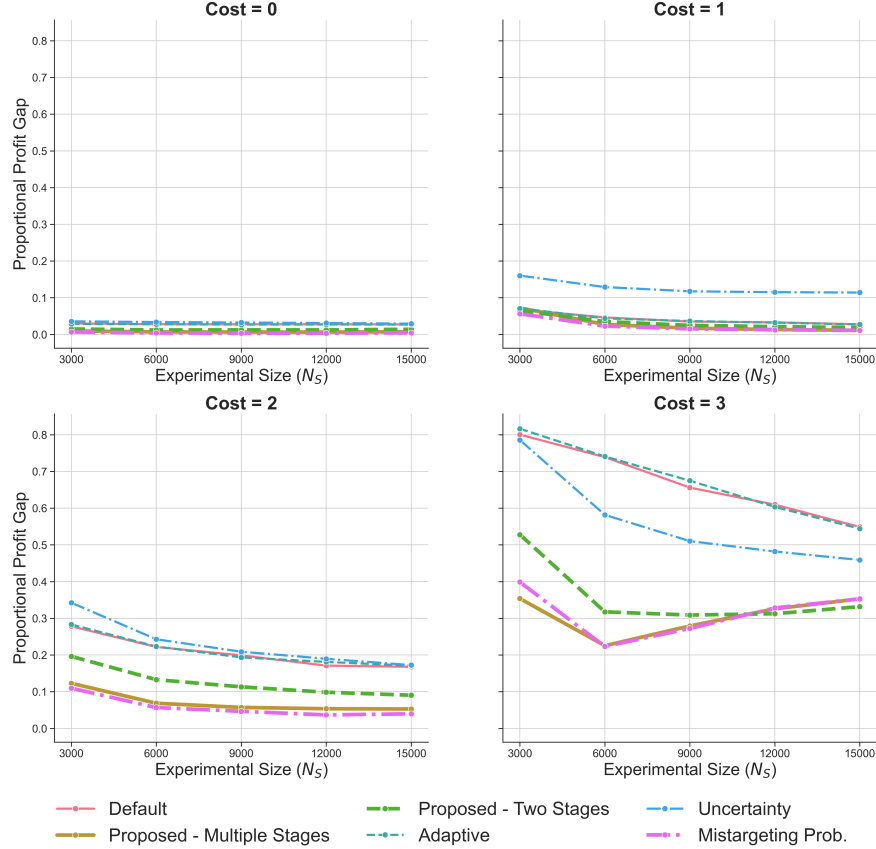 Cost = 0
Cost = 1
Proportional Profit Gap
0.8
0.7
0.6
0.5
0.4
0.3
0.2
0.1
0.0
3000 6000 9000 12000 15000
3000 6000 9000 12000 15000
Experimental Size (N_S)
Experimental Size (N_S)
Cost = 2
Cost = 3
Proportional Profit Gap
0.8
0.7
0.6
0.5
0.4
0.3
0.2
0.1
0.0
3000 6000 9000 12000 15000
3000 6000 9000 12000 15000
Experimental Size (N_S)
Experimental Size (N_S)
Default
Proposed - Two Stages
Uncertainty
Proposed - Multiple Stages
Adaptive
Mistargeting Prob.